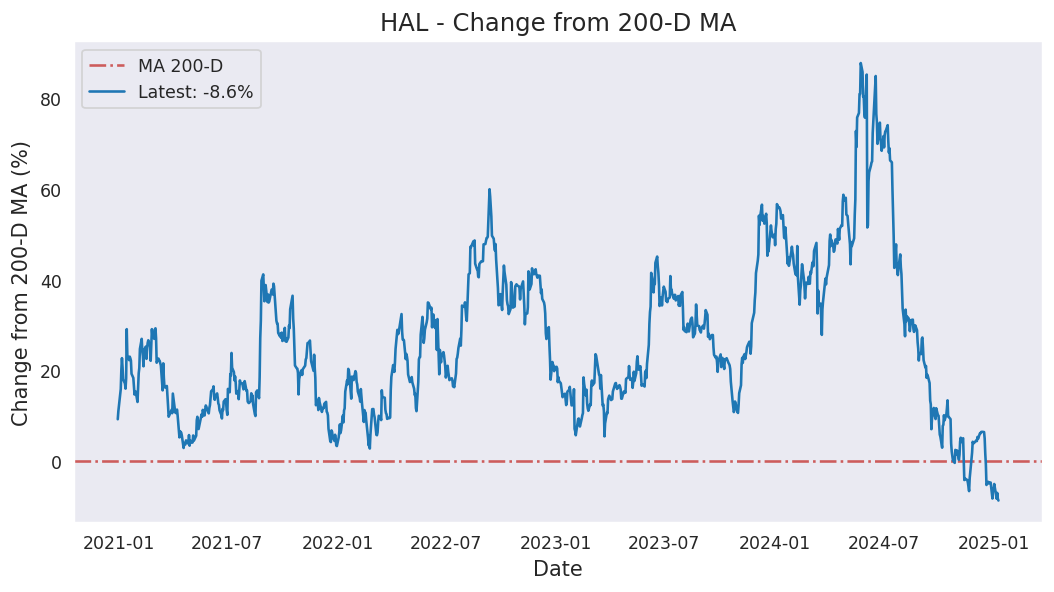 HAL - Change from 200-D MA
MA 200-D
Latest: -8.6%
Change from 200-D MA (%)
80
60
40
20
0
2021-01 2021-07 2022-01 2022-07 2023-01 2023-07 2024-01 2024-07 2025-01
Date